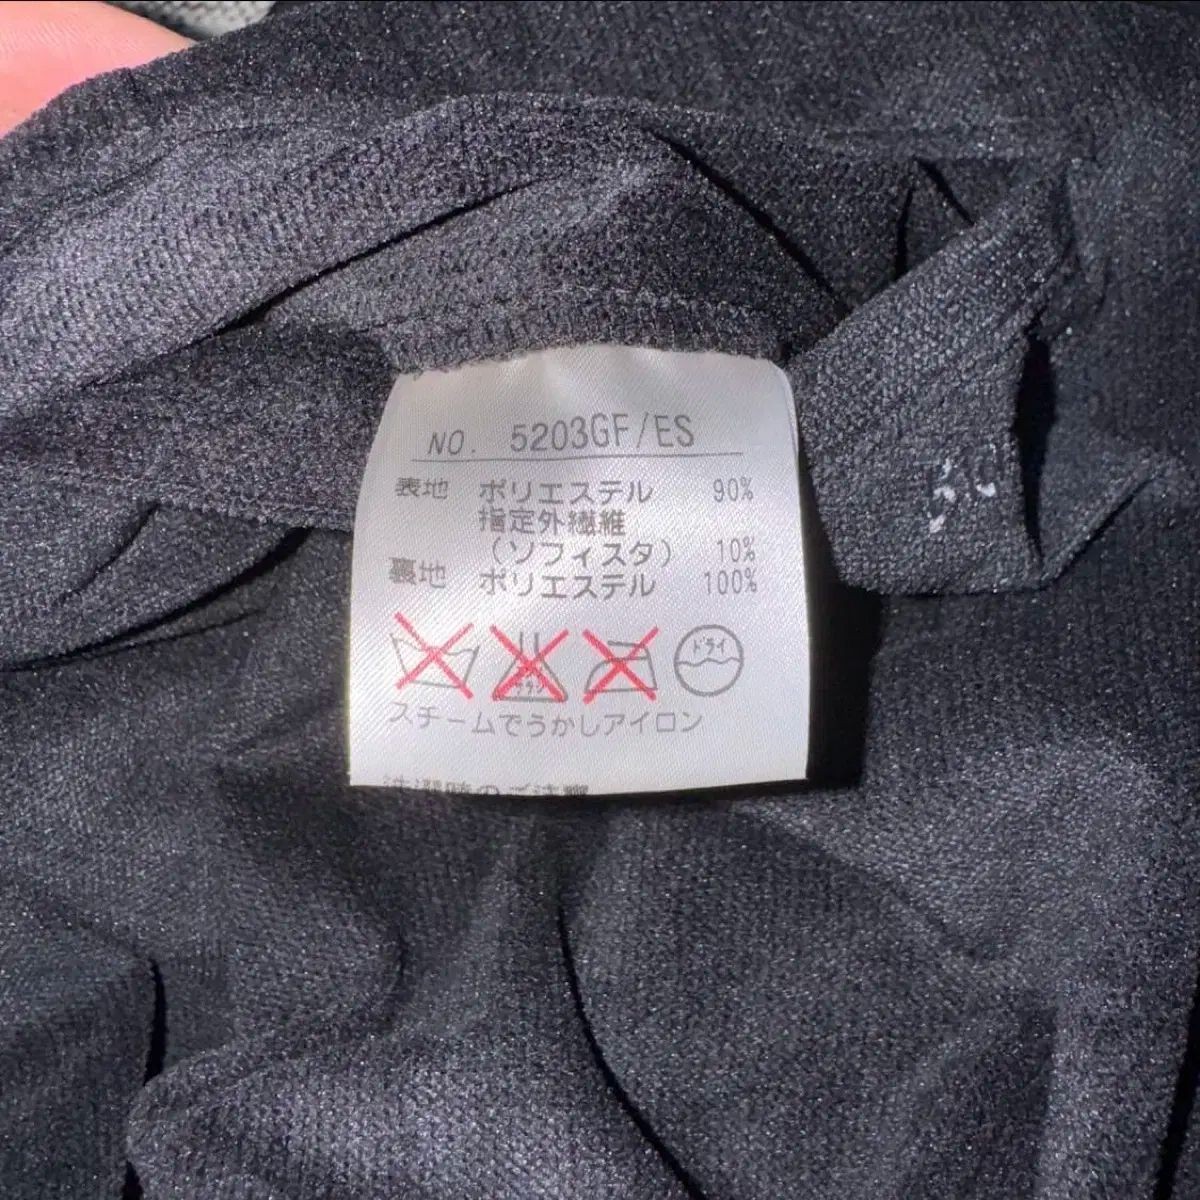 NO. 5203GF/ES
表地 ポリエステル 90%
指定外繊維
（ソフィスタ） 10%
裏地 ポリエステル 100%
ドライ
スチームでうかしアイロン